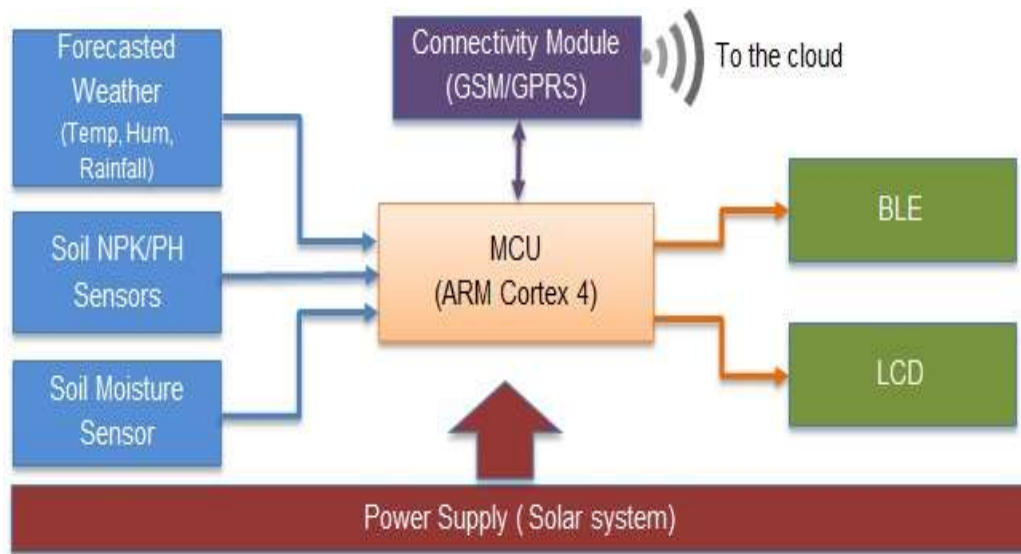 Forecasted
Weather
(Temp, Hum,
Rainfall)
Soil NPK/PH
Sensors
Soil Moisture
Sensor
Connectivity Module
(GSM/GPRS)
To the cloud
MCU
(ARM Cortex 4)
BLE
LCD
Power Supply ( Solar system)